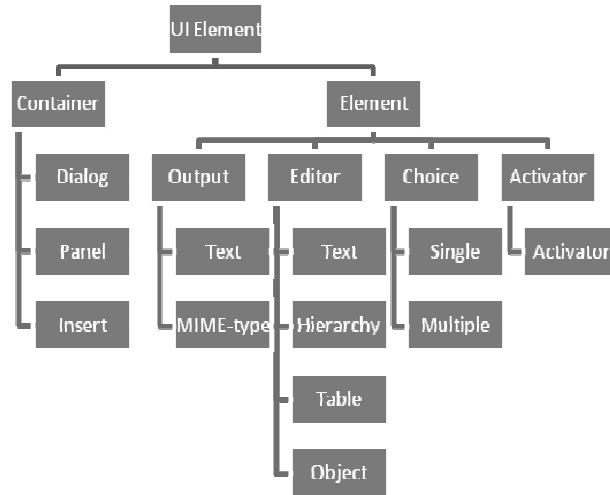 UI Element
Container
Element
Dialog
Output
Editor
Choice
Activator
Panel
Text
Text
Single
Activator
Insert
MIME-type
Hierarchy
Multiple
Table
Object